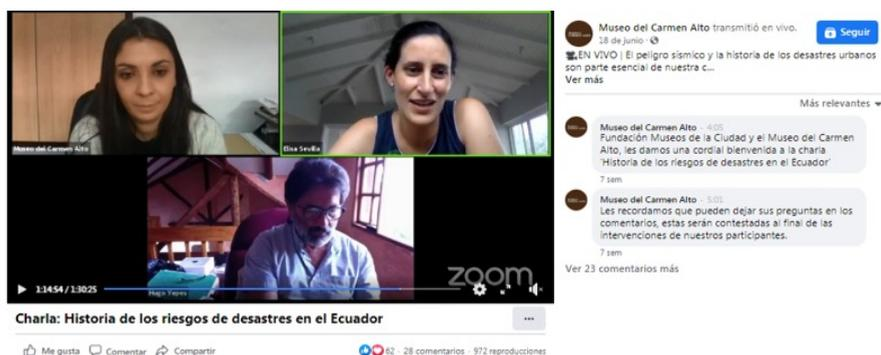 Museo del Carmen Alto
Elisa Sevilla
Hugo Yepes
zoom
1:14:54 / 1:30:25
Charla: Historia de los riesgos de desastres en el Ecuador
...
Me gusta Comentar Compartir
62 · 28 comentarios · 972 reproducciones
Museo del Carmen Alto transmitió en vivo.
18 de junio ·
Seguir
EN VIVO | El peligro sísmico y la historia de los desastres urbanos
son parte esencial de nuestra c...
Ver más
Más relevantes
Museo del Carmen Alto · 4:05
Fundación Museos de la Ciudad y el Museo del Carmen
Alto, les damos una cordial bienvenida a la charla
'Historia de los riesgos de desastres en el Ecuador'
7 sem
Museo del Carmen Alto · 5:01
Les recordamos que pueden dejar sus preguntas en los
comentarios, estas serán contestadas al final de las
intervenciones de nuestros participantes.
7 sem
Ver 23 comentarios más